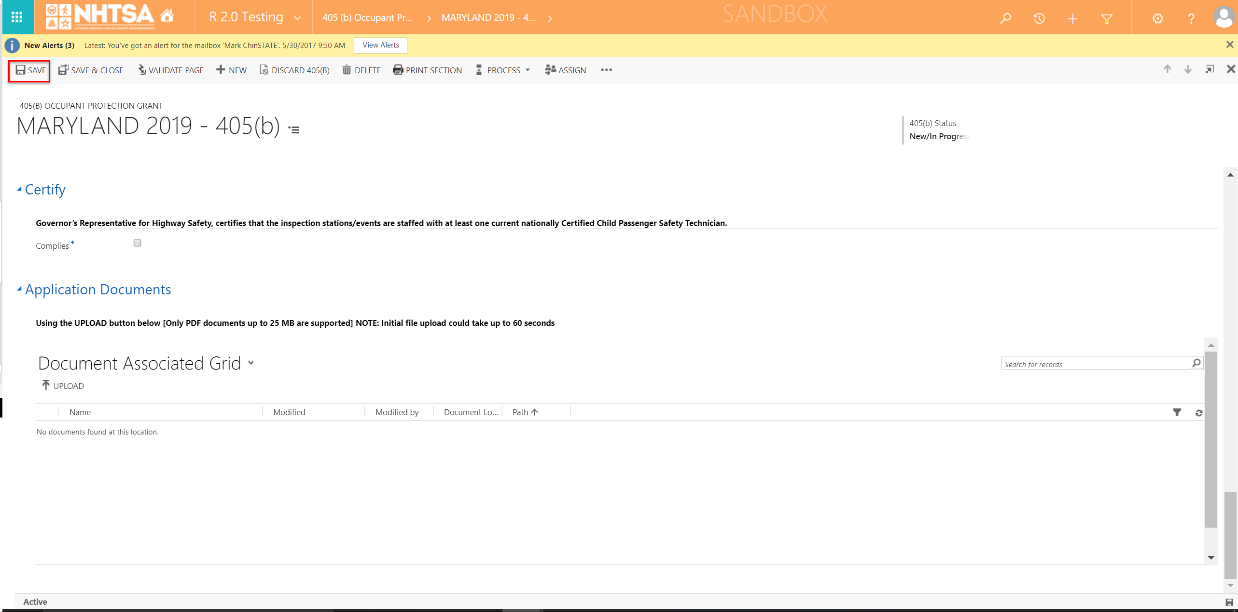 NHTSA
R 2.0 Testing
405 (b) Occupant Pr...
MARYLAND 2019 - 4...
SANDBOX
New Alerts (3) Latest: You've got an alert for the mailbox 'Mark ChinSTATE'. 5/30/2017 9:50 AM View Alerts
SAVE SAVE & CLOSE VALIDATE PAGE NEW DISCARD 405(B) DELETE PRINT SECTION PROCESS ASSIGN
405(B) OCCUPANT PROTECTION GRANT
MARYLAND 2019 - 405(b)
405(b) Status
New/In Progress
Certify
Governor's Representative for Highway Safety, certifies that the inspection stations/events are staffed with at least one current nationally Certified Child Passenger Safety Technician.
Complies *
Application Documents
Using the UPLOAD button below [Only PDF documents up to 25 MB are supported] NOTE: Initial file upload could take up to 60 seconds
Document Associated Grid
Search for records
UPLOAD
Name Modified Modified by Document Lo... Path
No documents found at this location.
Active